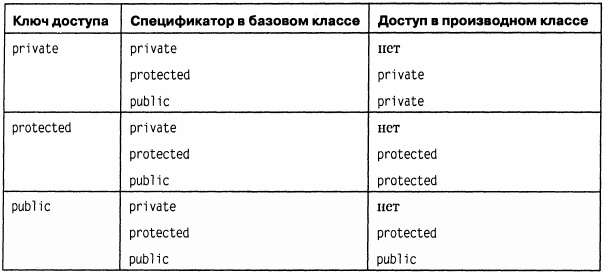 Ключ доступа Спецификатор в базовом классе Доступ в производном классе
private private нет
protected private
public private
protected private нет
protected protected
public protected
public private нет
protected protected
public public